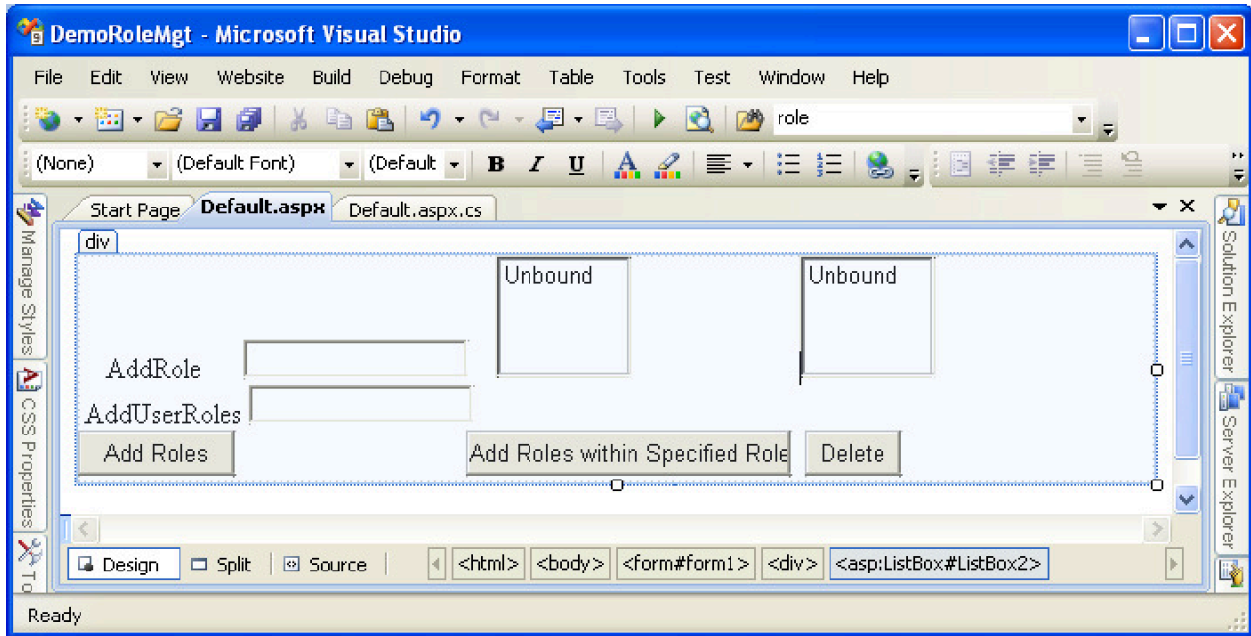 DemoRoleMgt - Microsoft Visual Studio
File Edit View Website Build Debug Format Table Tools Test Window Help
role
(None) (Default Font) (Default B I U A
Start Page Default.aspx Default.aspx.cs
Manage Styles
CSS Properties
To
div
Unbound Unbound
AddRole
AddUserRoles
Add Roles Add Roles within Specified Role Delete
Solution Explorer
Server Explorer
Design Split Source <html> <body> <form#form1> <div> <asp:ListBox#ListBox2>
Ready